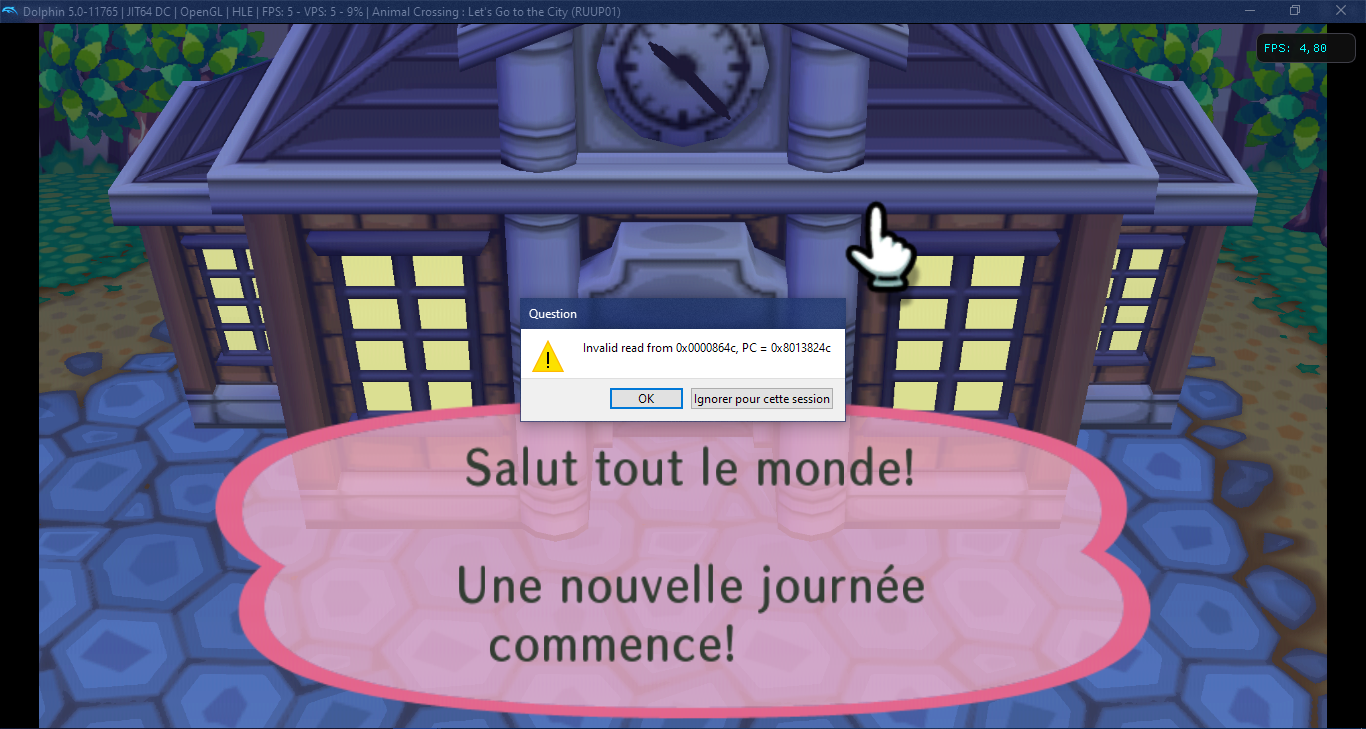 Dolphin 5.0-11765 | JIT64 DC | OpenGL | HLE | FPS: 5 - VPS: 5 - 9% | Animal Crossing : Let's Go to the City (RUUP01)
FPS: 4,80
Question
Invalid read from 0x0000864c, PC = 0x8013824c
OK
Ignorer pour cette session
Salut tout le monde!
Une nouvelle journée
commence!